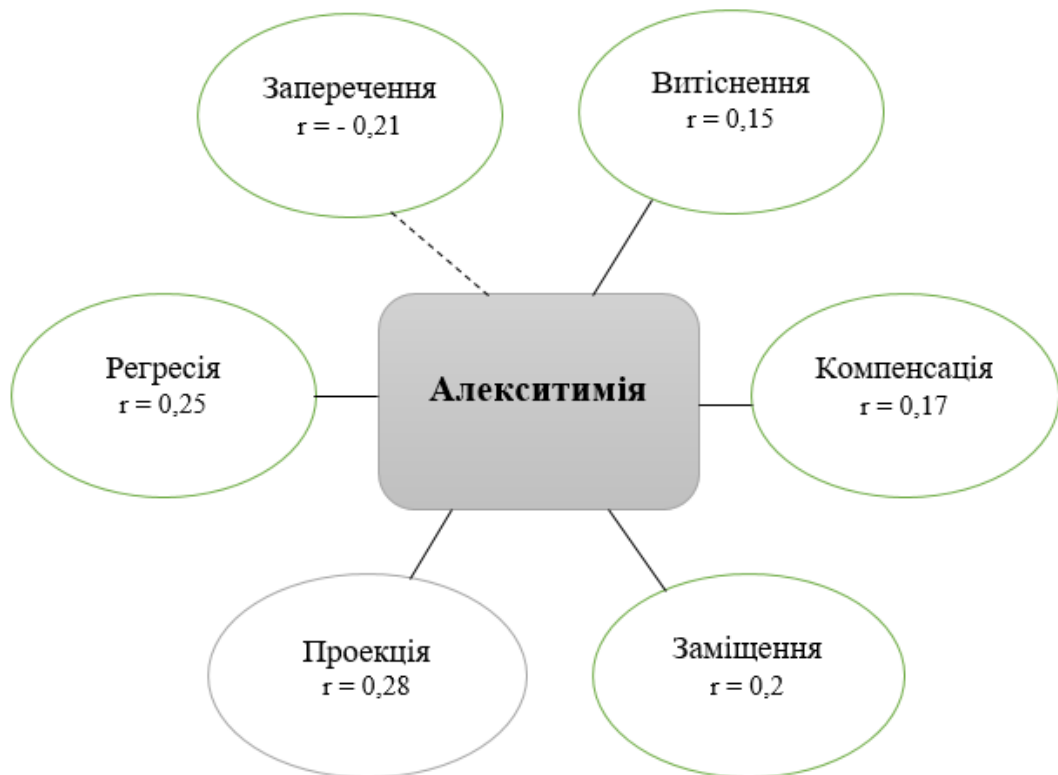 Заперечення
r = - 0,21
Витіснення
r = 0,15
Регресія
r = 0,25
Алекситимія
Компенсація
r = 0,17
Проекція
r = 0,28
Заміщення
r = 0,2